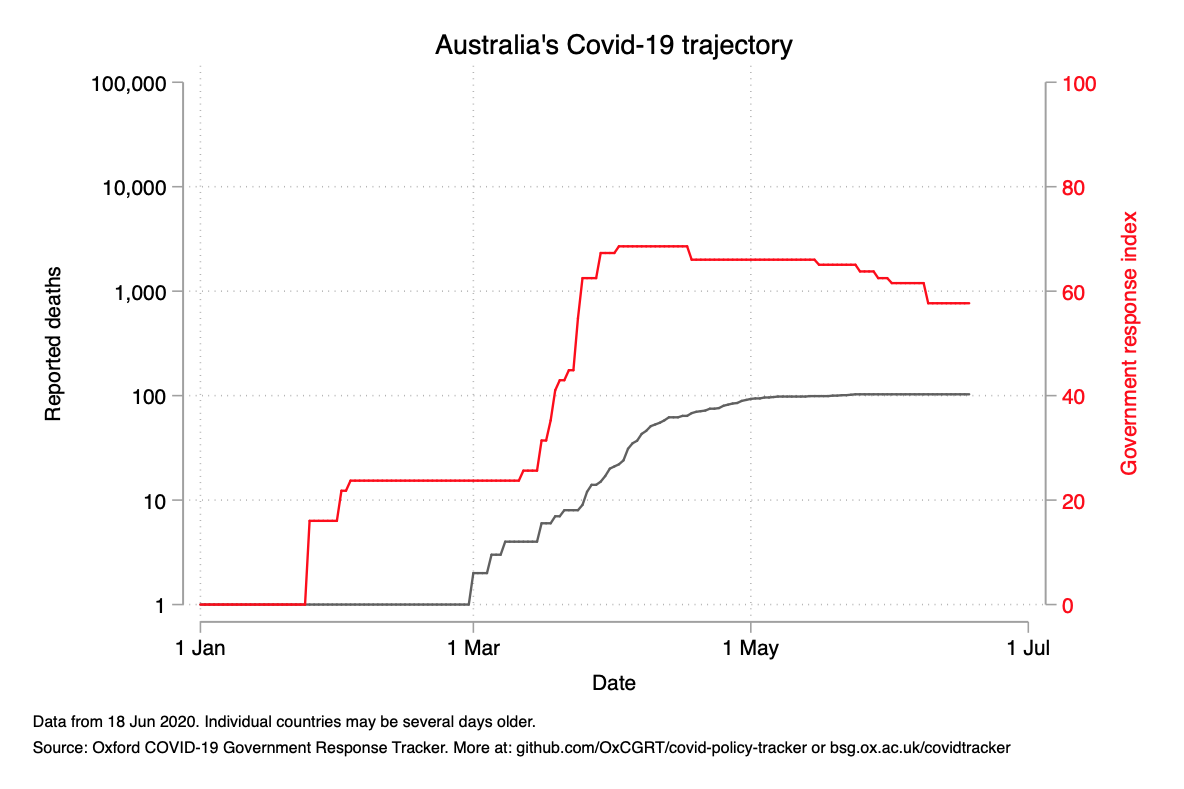 Australia's Covid-19 trajectory
100,000
10,000
1,000
100
10
1
Reported deaths
100
80
60
40
20
0
Government response index
1 Jan
1 Mar
1 May
1 Jul
Date
Data from 18 Jun 2020. Individual countries may be several days older.
Source: Oxford COVID-19 Government Response Tracker. More at: github.com/OxCGRT/covid-policy-tracker or bsg.ox.ac.uk/covidtracker